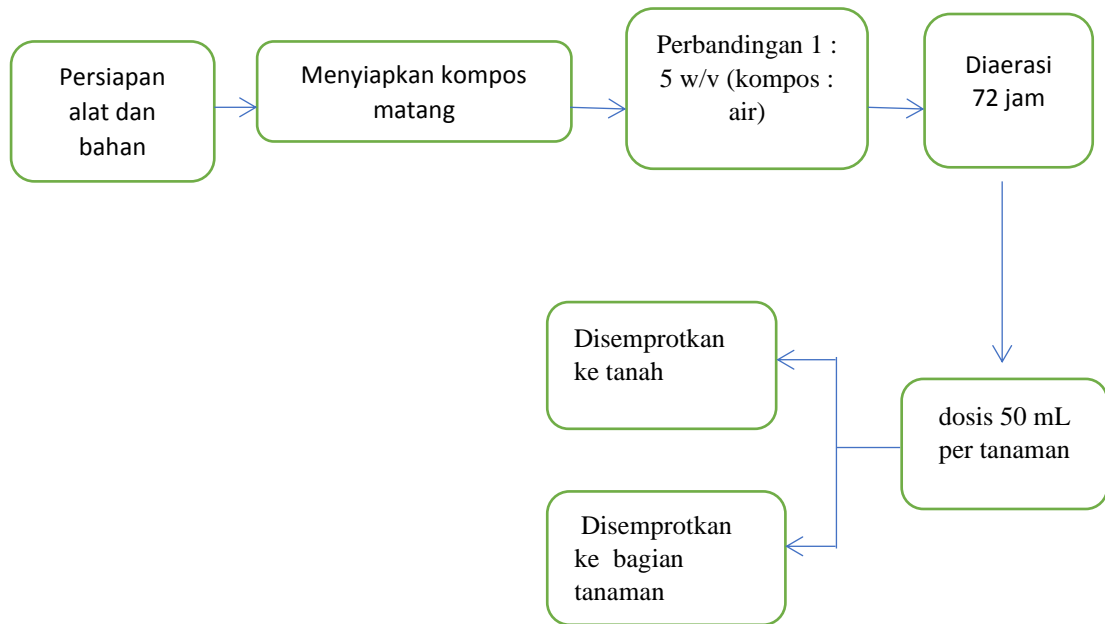 Persiapan
alat dan
bahan
Menyiapkan kompos
matang
Perbandingan 1 :
5 w/v (kompos :
air)
Diaerasi
72 jam
dosis 50 mL
per tanaman
Disemprotkan
ke tanah
Disemprotkan
ke bagian
tanaman